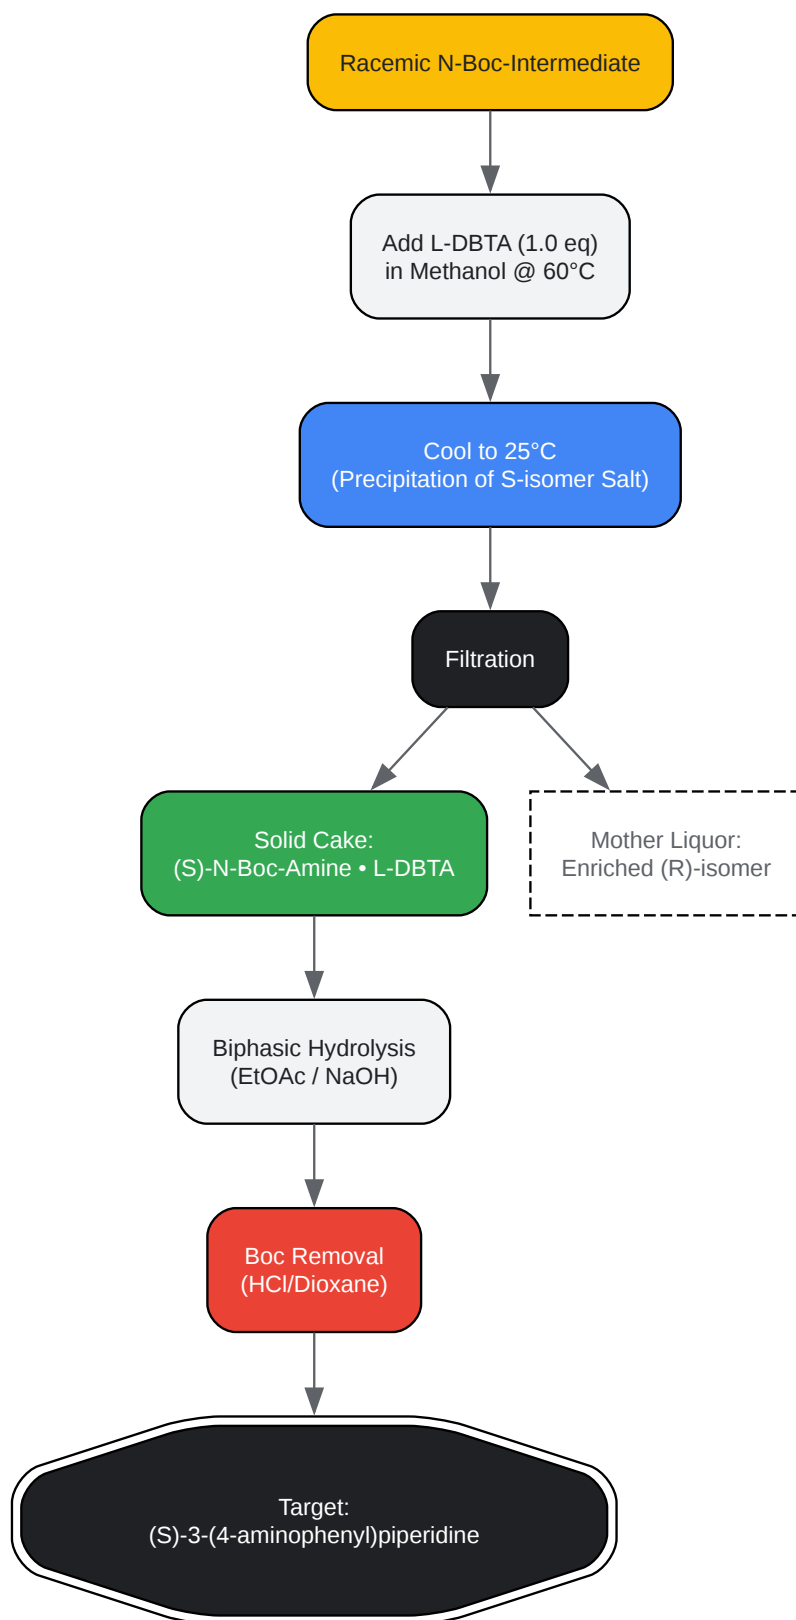 Racemic N-Boc-Intermediate
Add L-DBTA (1.0 eq)
in Methanol @ 60°C
Cool to 25°C
(Precipitation of S-isomer Salt)
Filtration
Solid Cake:
(S)-N-Boc-Amine • L-DBTA
Mother Liquor:
Enriched (R)-isomer
Biphasic Hydrolysis
(EtOAc / NaOH)
Boc Removal
(HCl/Dioxane)
Target:
(S)-3-(4-aminophenyl)piperidine